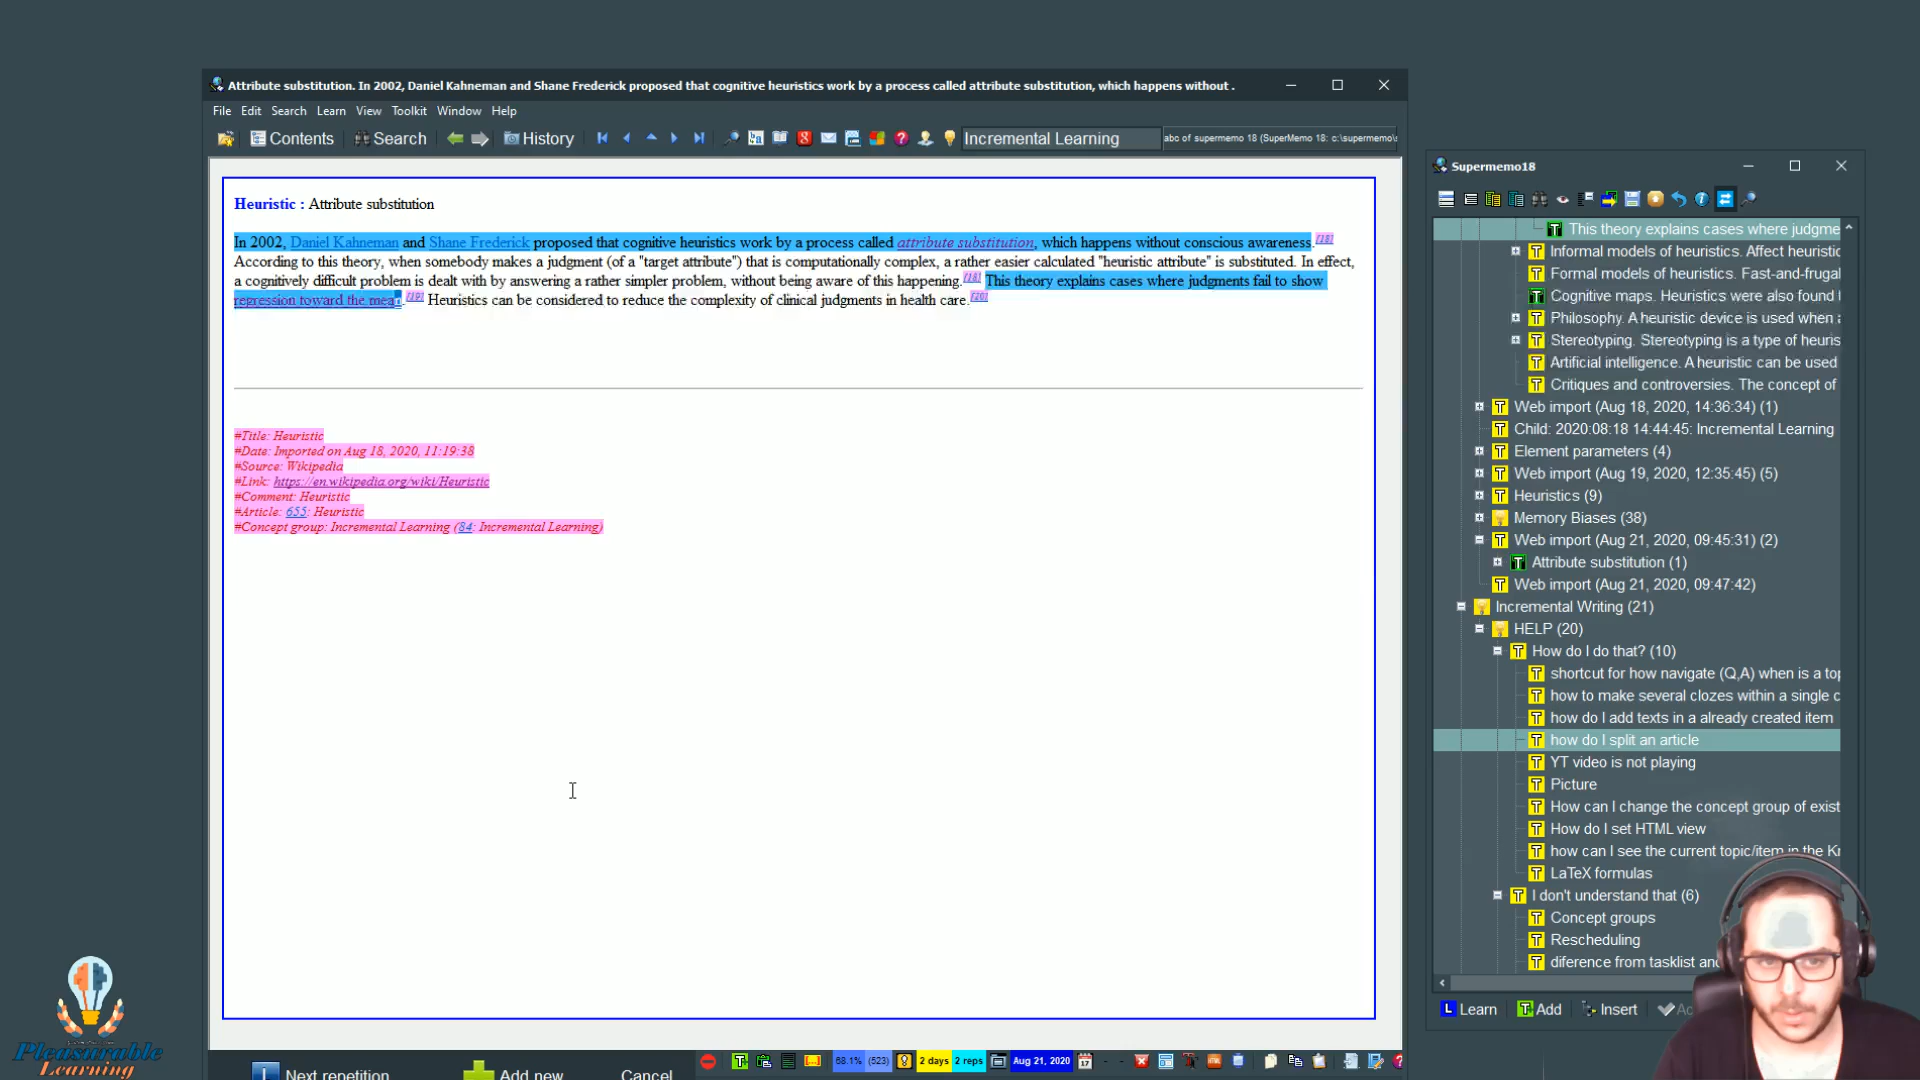 Attribute substitution. In 2002, Daniel Kahneman and Shane Frederick proposed that cognitive heuristics work by a process called attribute substitution, which happens without .
File Edit Search Learn View Toolkit Window Help
Contents Search History Incremental Learning abc of supermemo 18 (SuperMemo 18: c:\supermemo\s
Heuristic : Attribute substitution
In 2002, Daniel Kahneman and Shane Frederick proposed that cognitive heuristics work by a process called attribute substitution, which happens without conscious awareness.[18]
According to this theory, when somebody makes a judgment (of a "target attribute") that is computationally complex, a rather easier calculated "heuristic attribute" is substituted. In effect,
a cognitively difficult problem is dealt with by answering a rather simpler problem, without being aware of this happening.[18] This theory explains cases where judgments fail to show
regression toward the mean.[19] Heuristics can be considered to reduce the complexity of clinical judgments in health care.[20]
#Title: Heuristic
#Date: Imported on Aug 18, 2020, 11:19:38
#Source: Wikipedia
#Link: https://en.wikipedia.org/wiki/Heuristic
#Comment: Heuristic
#Article: 655: Heuristic
#Concept group: Incremental Learning (84: Incremental Learning)
Next repetition Add new Cancel
68.1% (523) 2 days 2 reps Aug 21, 2020
Supermemo18
This theory explains cases where judgme
Informal models of heuristics. Affect heuristic
Formal models of heuristics. Fast-and-frugal
Cognitive maps. Heuristics were also found t
Philosophy. A heuristic device is used when a
Stereotyping. Stereotyping is a type of heuris
Artificial intelligence. A heuristic can be used
Critiques and controversies. The concept of
Web import (Aug 18, 2020, 14:36:34) (1)
Child: 2020:08:18 14:44:45: Incremental Learning
Element parameters (4)
Web import (Aug 19, 2020, 12:35:45) (5)
Heuristics (9)
Memory Biases (38)
Web import (Aug 21, 2020, 09:45:31) (2)
Attribute substitution (1)
Web import (Aug 21, 2020, 09:47:42)
Incremental Writing (21)
HELP (20)
How do I do that? (10)
shortcut for how navigate (Q,A) when is a top
how to make several clozes within a single c
how do I add texts in a already created item
how do I split an article
YT video is not playing
Picture
How can I change the concept group of exist
How do I set HTML view
how can I see the current topic/item in the Kn
LaTeX formulas
I don't understand that (6)
Concept groups
Rescheduling
diference from tasklist and
Learn Add Insert Ac
Pleasurable
Learning